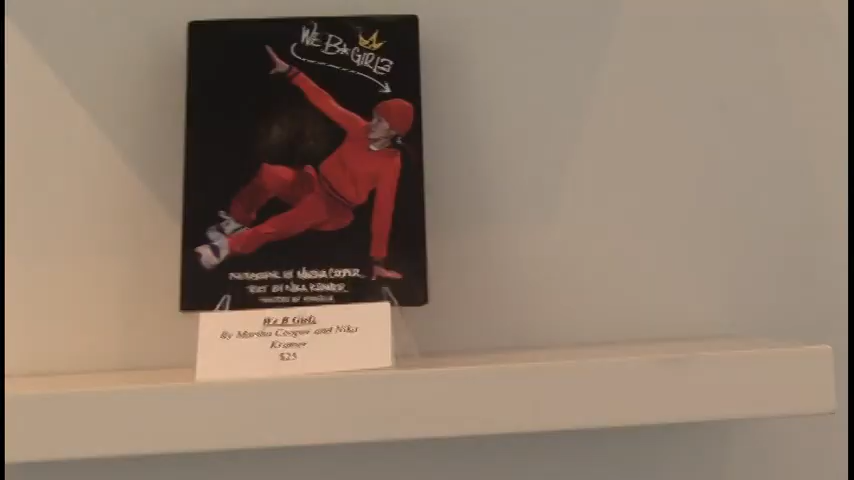 WE B*GIRLZ
PHOTOGRAPHS BY MARTHA COOPER
TEXT BY NIKA KRAMER
We B Girlz
By Martha Cooper and Nika
Kramer
$25